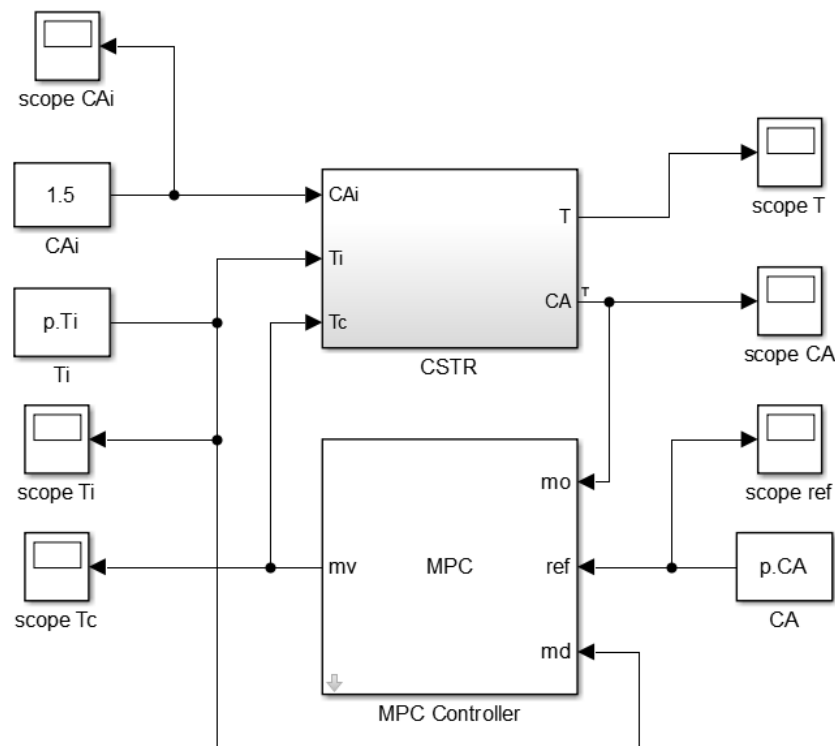 scope CAi
1.5
CAi
p.Ti
Ti
scope Ti
scope Tc
CAi
Ti
Tc
T
CA
T
CSTR
mv
MPC
mo
ref
md
MPC Controller
scope T
scope CA
scope ref
p.CA
CA